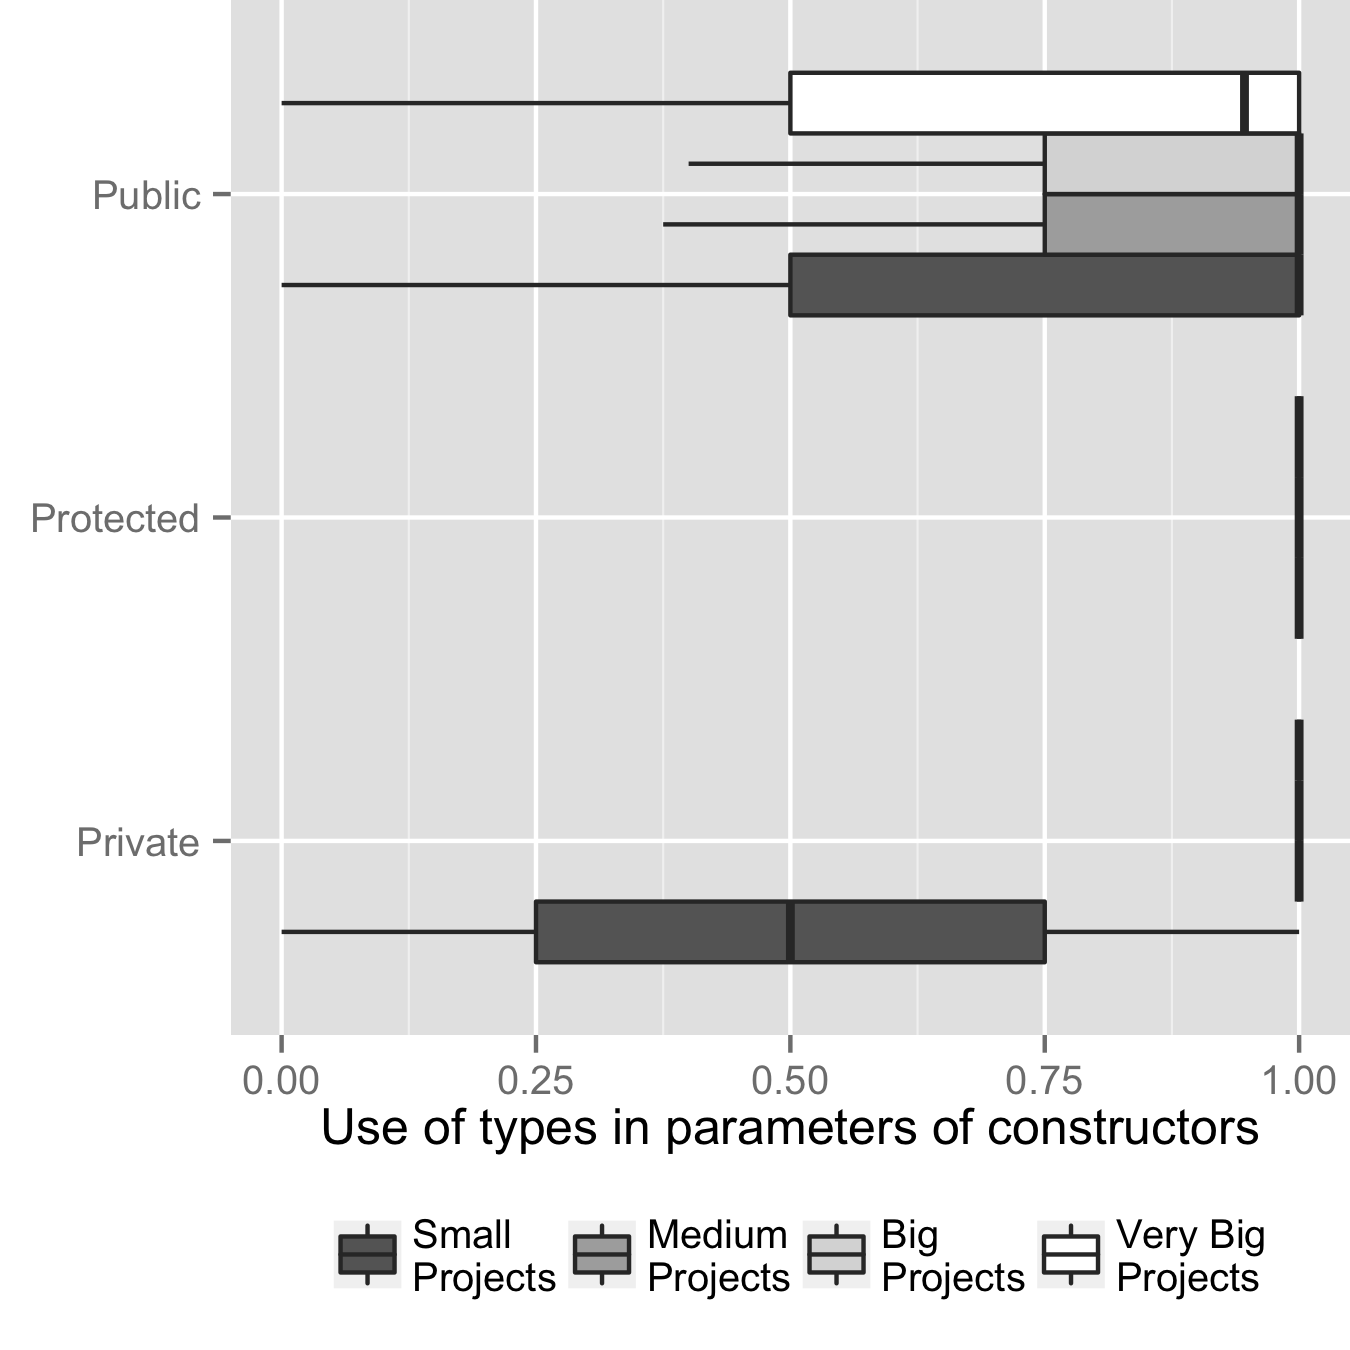 Public
Protected
Private
0.00 0.25 0.50 0.75 1.00
Use of types in parameters of constructors
Small Projects
Medium Projects
Big Projects
Very Big Projects